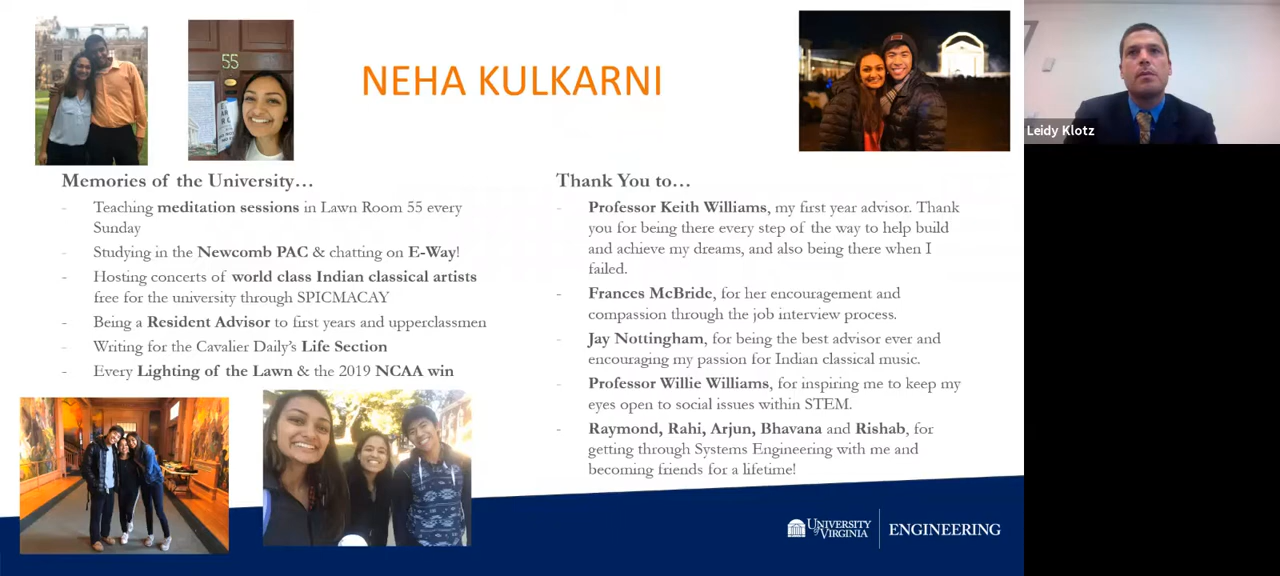 55
NEHA KULKARNI
Leidy Klotz
Memories of the University…
- Teaching meditation sessions in Lawn Room 55 every
Sunday
- Studying in the Newcomb PAC & chatting on E-Way!
- Hosting concerts of world class Indian classical artists
free for the university through SPICMACAY
- Being a Resident Advisor to first years and upperclassmen
- Writing for the Cavalier Daily's Life Section
- Every Lighting of the Lawn & the 2019 NCAA win
Thank You to…
- Professor Keith Williams, my first year advisor. Thank
you for being there every step of the way to help build
and achieve my dreams, and also being there when I
failed.
- Frances McBride, for her encouragement and
compassion through the job interview process.
- Jay Nottingham, for being the best advisor ever and
encouraging my passion for Indian classical music.
- Professor Willie Williams, for inspiring me to keep my
eyes open to social issues within STEM.
- Raymond, Rahi, Arjun, Bhavana and Rishab, for
getting through Systems Engineering with me and
becoming friends for a lifetime!
UNIVERSITY
of VIRGINIA
ENGINEERING